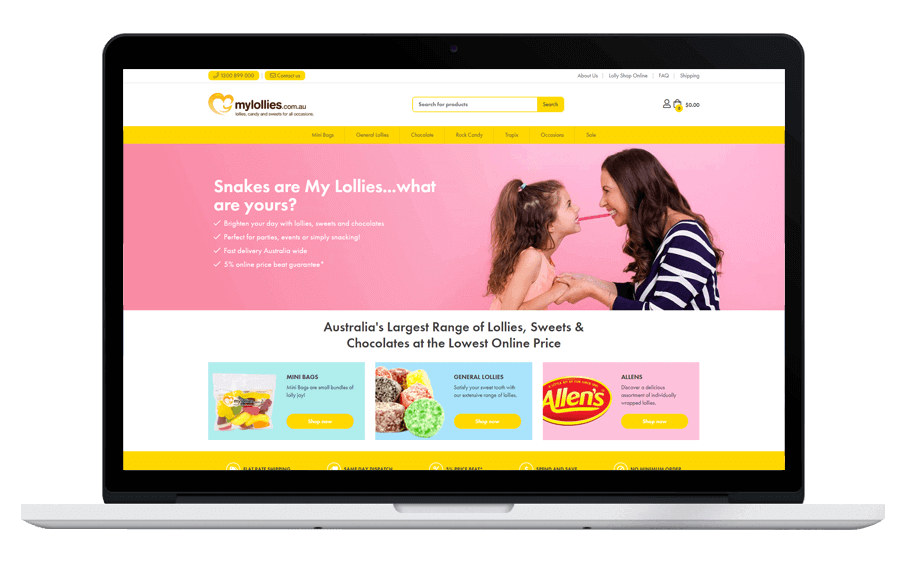 1300 899 000
Contact us
About Us
Lolly Shop Online
FAQ
Shipping
mylollies.com.au
lollies, candy and sweets for all occasions.
Search for products
Search
0
$0.00
Mini Bags
General Lollies
Chocolate
Rock Candy
Topix
Occasions
Sale
Snakes are My Lollies...what
are yours?
Brighten your day with lollies, sweets and chocolates
Perfect for parties, events or simply snacking!
Fast delivery Australia wide
5% online price beat guarantee*
Australia's Largest Range of Lollies, Sweets &
Chocolates at the Lowest Online Price
MINI BAGS
Mini Bags are small bundles of
lolly joy!
Shop now
GENERAL LOLLIES
Satisfy your sweet tooth with
our extensive range of lollies.
Shop now
Allen's
ALLENS
Discover a delicious
assortment of individually
wrapped lollies.
Shop now
FLAT RATE SHIPPING
SAME DAY DISPATCH
5% PRICE BEAT*
SPEND AND SAVE
NO MINIMUM ORDER